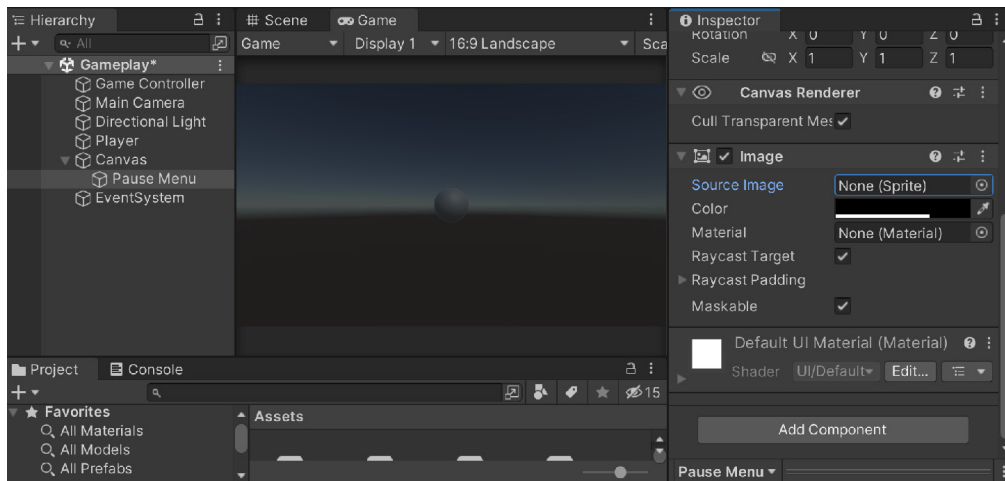 Hierarchy
All
Gameplay*
Game Controller
Main Camera
Directional Light
Player
Canvas
Pause Menu
EventSystem
Scene
Game
Game
Display 1
16:9 Landscape
Sca
Inspector
Rotation X 0 Y 0 Z 0
Scale X 1 Y 1 Z 1
Canvas Renderer
Cull Transparent Mes
Image
Source Image None (Sprite)
Color
Material None (Material)
Raycast Target
Raycast Padding
Maskable
Default UI Material (Material)
Shader UI/Default Edit...
Add Component
Pause Menu
Project
Console
15
Favorites
All Materials
All Models
All Prefabs
Assets